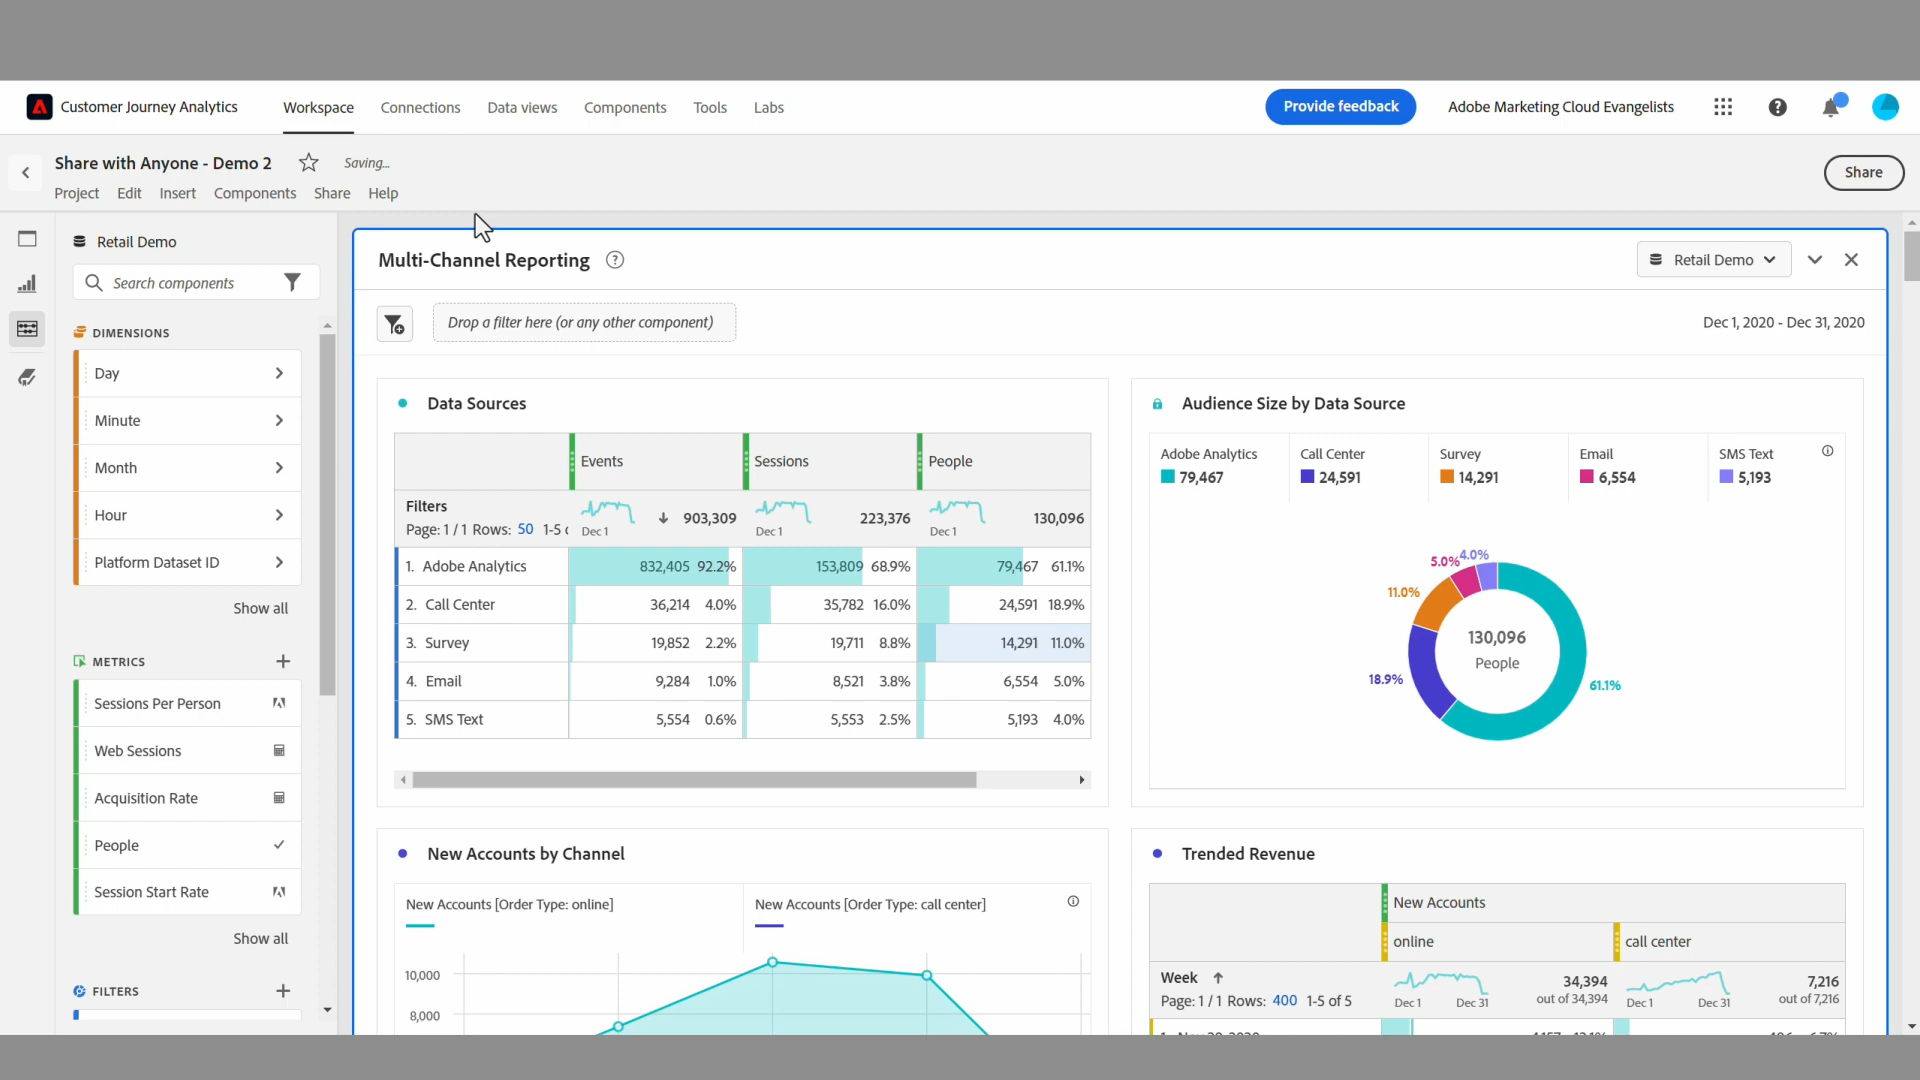 Customer Journey Analytics
Workspace
Connections
Data views
Components
Tools
Labs
Provide feedback
Adobe Marketing Cloud Evangelists
Share with Anyone - Demo 2
Saving...
Project
Edit
Insert
Components
Share
Help
Share
Retail Demo
Search components
DIMENSIONS
Day
Minute
Month
Hour
Platform Dataset ID
Show all
METRICS
Sessions Per Person
Web Sessions
Acquisition Rate
People
Session Start Rate
Show all
FILTERS
Multi-Channel Reporting
Retail Demo
Drop a filter here (or any other component)
Dec 1, 2020 - Dec 31, 2020
Data Sources
Events
Sessions
People
Filters
Page: 1 / 1 Rows: 50 1-5
Dec 1
903,309
Dec 1
223,376
Dec 1
130,096
1. Adobe Analytics 832,405 92.2% 153,809 68.9% 79,467 61.1%
2. Call Center 36,214 4.0% 35,782 16.0% 24,591 18.9%
3. Survey 19,852 2.2% 19,711 8.8% 14,291 11.0%
4. Email 9,284 1.0% 8,521 3.8% 6,554 5.0%
5. SMS Text 5,554 0.6% 5,553 2.5% 5,193 4.0%
Audience Size by Data Source
Adobe Analytics
79,467
Call Center
24,591
Survey
14,291
Email
6,554
SMS Text
5,193
5.0%
4.0%
11.0%
18.9%
61.1%
130,096
People
New Accounts by Channel
New Accounts [Order Type: online]
New Accounts [Order Type: call center]
10,000
8,000
Trended Revenue
New Accounts
online
call center
Week
Page: 1 / 1 Rows: 400 1-5 of 5
Dec 1
Dec 31
34,394
out of 34,394
Dec 1
Dec 31
7,216
out of 7,216